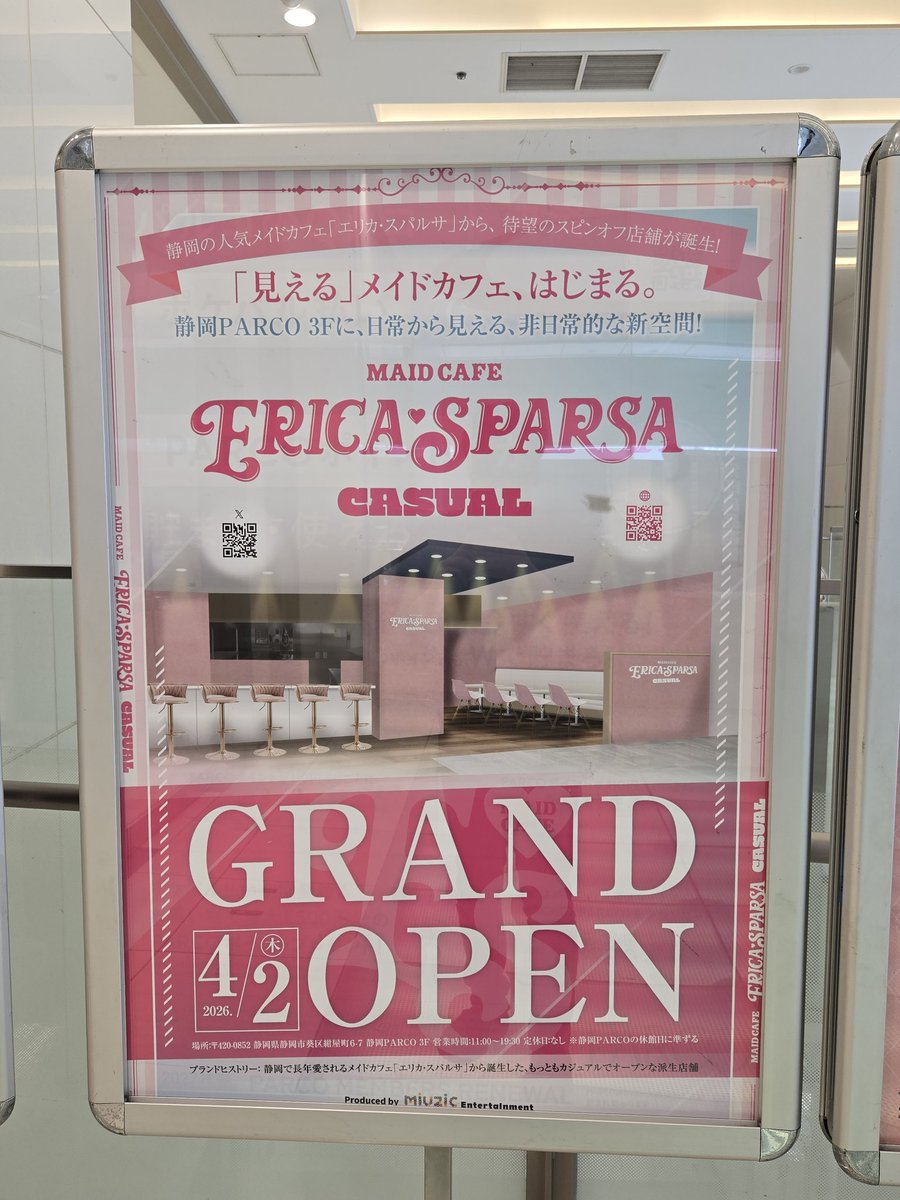 静岡の人気メイドカフェ「エリカ・スパルサ」から、待望のスピンオフ店舗が誕生!
「見える」メイドカフェ、はじまる。
静岡PARCO 3Fに、日常から見える、非日常的な新空間!
MAID CAFE
ERICA♥SPARSA
CASUAL
X
ERICA♥SPARSA
CASUAL
ERICA♥SPARSA
CASUAL
MAID CAFE ERICA♥SPARSA CASUAL
GRAND
OPEN
2026. 4/2 木
MAID CAFE ERICA♥SPARSA CASUAL
場所:〒420-0852 静岡県静岡市葵区紺屋町6-7 静岡PARCO 3F 営業時間:11:00〜19:30 定休日なし ※静岡PARCOの休館日に準ずる
ブランドヒストリー: 静岡で長年愛されるメイドカフェ「エリカ・スパルサ」から誕生した、もっともカジュアルでオープンな派生店舗
Produced by Miuzic Entertainment